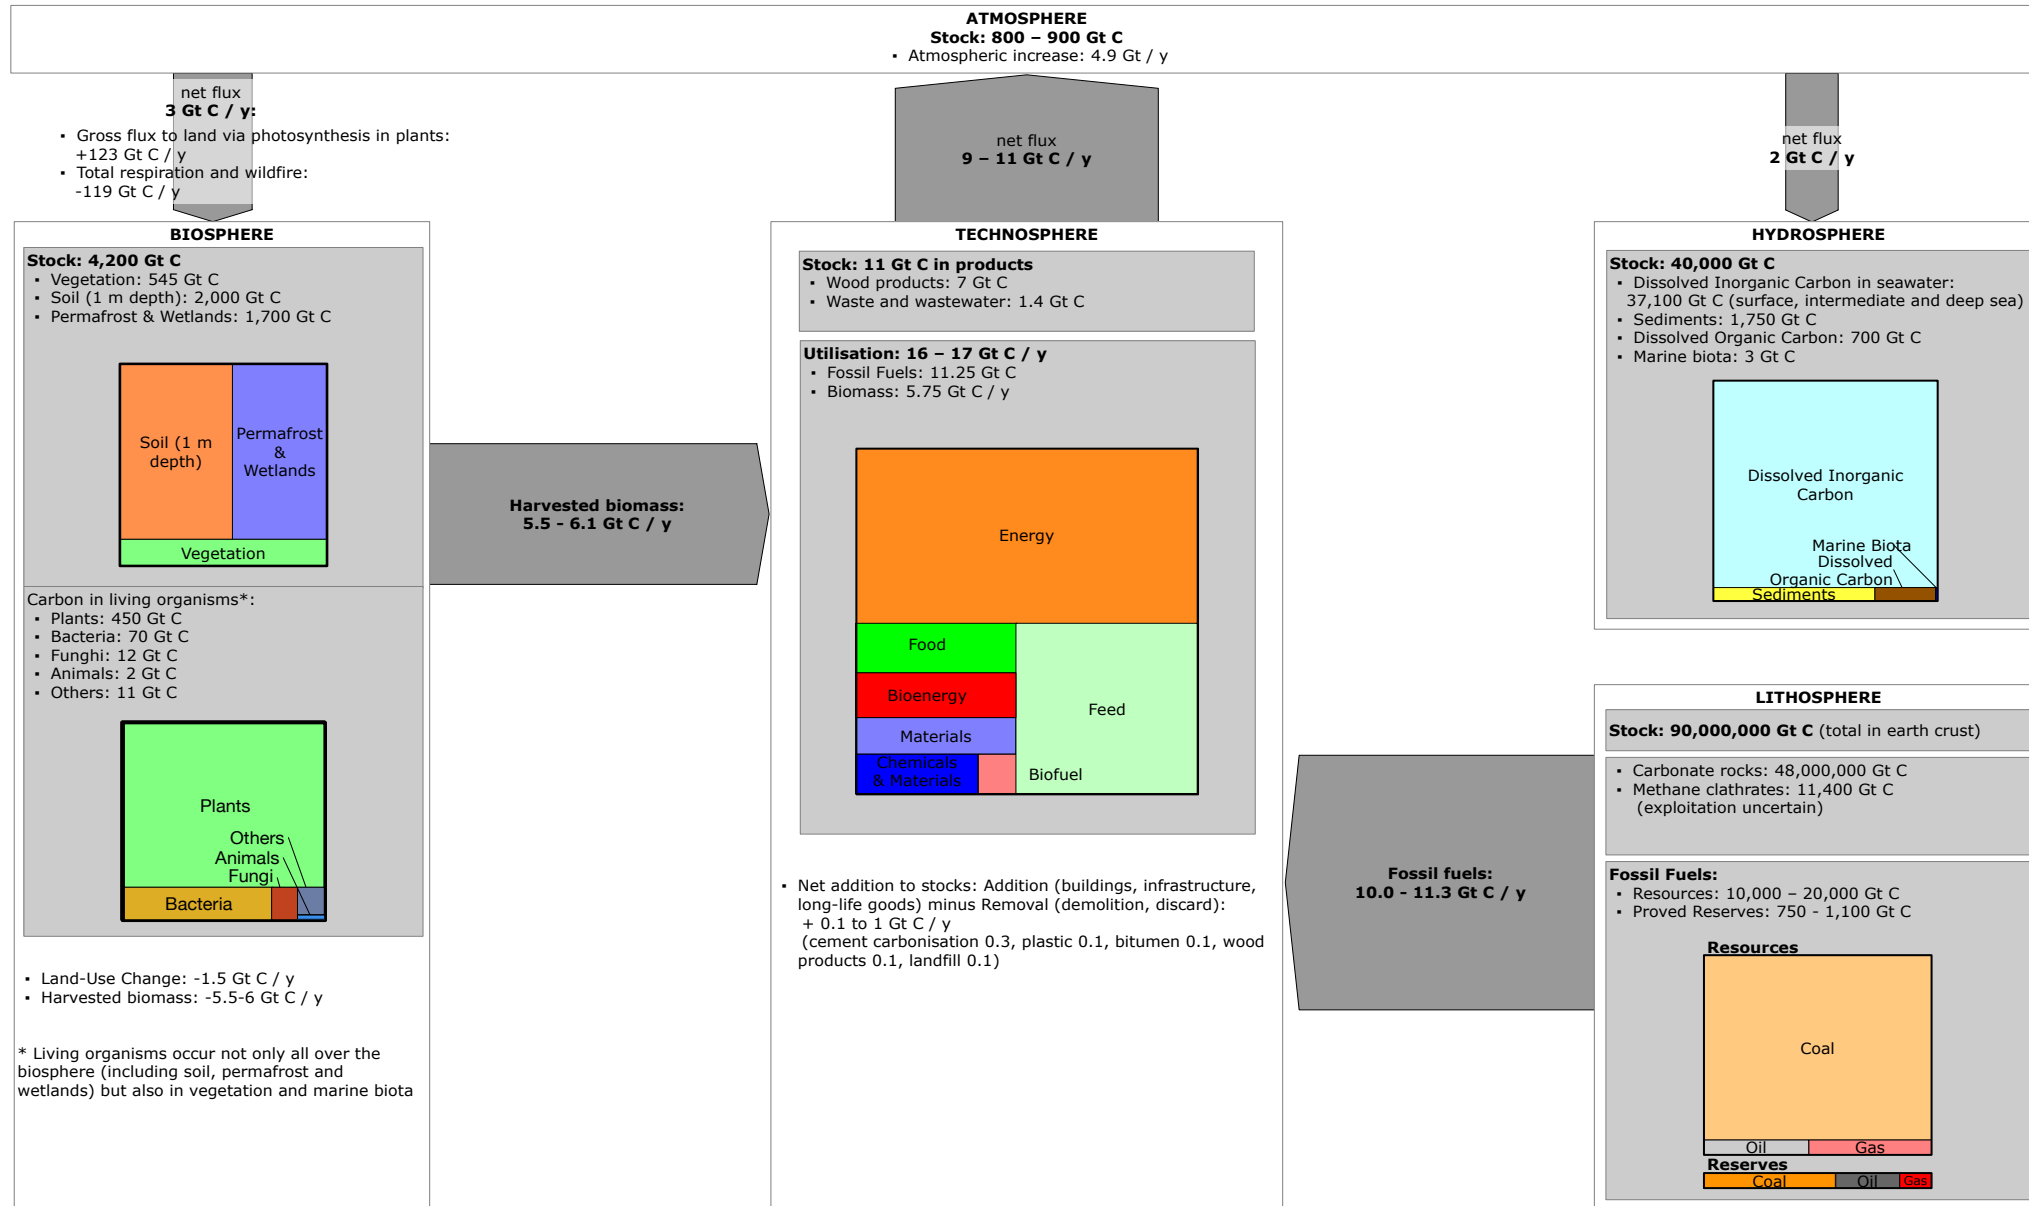 ATMOSPHERE
Stock: 800 – 900 Gt C
▪ Atmospheric increase: 4.9 Gt / y
net flux
3 Gt C / y:
▪ Gross flux to land via photosynthesis in plants:
+123 Gt C / y
▪ Total respiration and wildfire:
-119 Gt C / y
net flux
9 – 11 Gt C / y
net flux
2 Gt C / y
BIOSPHERE
Stock: 4,200 Gt C
▪ Vegetation: 545 Gt C
▪ Soil (1 m depth): 2,000 Gt C
▪ Permafrost & Wetlands: 1,700 Gt C
Soil (1 m
depth)
Permafrost
&
Wetlands
Vegetation
Carbon in living organisms*:
▪ Plants: 450 Gt C
▪ Bacteria: 70 Gt C
▪ Funghi: 12 Gt C
▪ Animals: 2 Gt C
▪ Others: 11 Gt C
Plants
Others
Animals
Fungi
Bacteria
▪ Land-Use Change: -1.5 Gt C / y
▪ Harvested biomass: -5.5-6 Gt C / y
* Living organisms occur not only all over the
biosphere (including soil, permafrost and
wetlands) but also in vegetation and marine biota
Harvested biomass:
5.5 - 6.1 Gt C / y
TECHNOSPHERE
Stock: 11 Gt C in products
▪ Wood products: 7 Gt C
▪ Waste and wastewater: 1.4 Gt C
Utilisation: 16 – 17 Gt C / y
▪ Fossil Fuels: 11.25 Gt C
▪ Biomass: 5.75 Gt C / y
Energy
Food
Bioenergy
Materials
Chemicals
& Materials
Feed
Biofuel
▪ Net addition to stocks: Addition (buildings, infrastructure,
long-life goods) minus Removal (demolition, discard):
+ 0.1 to 1 Gt C / y
(cement carbonisation 0.3, plastic 0.1, bitumen 0.1, wood
products 0.1, landfill 0.1)
Fossil fuels:
10.0 - 11.3 Gt C / y
HYDROSPHERE
Stock: 40,000 Gt C
▪ Dissolved Inorganic Carbon in seawater:
37,100 Gt C (surface, intermediate and deep sea)
▪ Sediments: 1,750 Gt C
▪ Dissolved Organic Carbon: 700 Gt C
▪ Marine biota: 3 Gt C
Dissolved Inorganic
Carbon
Marine Biota
Dissolved
Organic Carbon
Sediments
LITHOSPHERE
Stock: 90,000,000 Gt C (total in earth crust)
▪ Carbonate rocks: 48,000,000 Gt C
▪ Methane clathrates: 11,400 Gt C
(exploitation uncertain)
Fossil Fuels:
▪ Resources: 10,000 – 20,000 Gt C
▪ Proved Reserves: 750 - 1,100 Gt C
Resources
Coal
Oil
Gas
Reserves
Coal
Oil
Gas